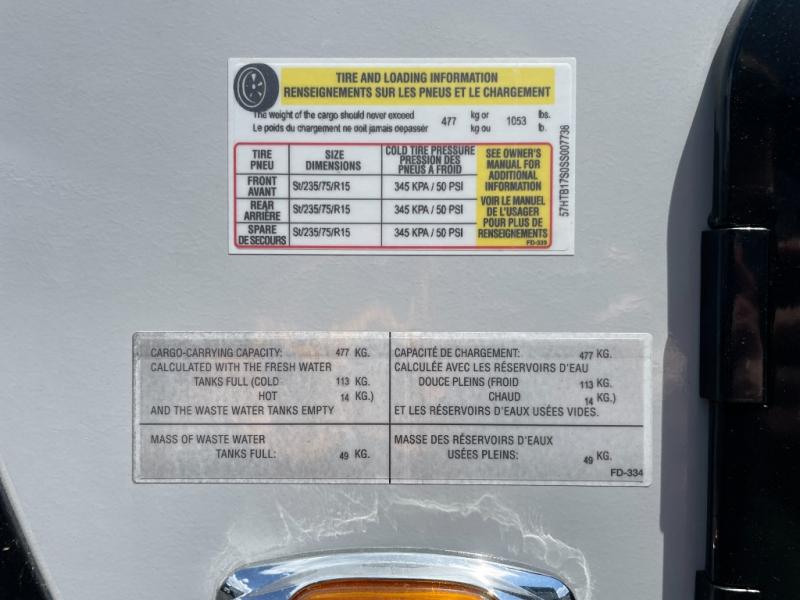 TIRE AND LOADING INFORMATION
RENSEIGNEMENTS SUR LES PNEUS ET LE CHARGEMENT
The weight of the cargo should never exceed 477 kg or 1053 lbs.
Le poids du chargement ne doit jamais depasser kg ou lb.
TIRE PNEU SIZE DIMENSIONS COLD TIRE PRESSURE PRESSION DES PNEUS À FROID
FRONT AVANT St/235/75/R15 345 KPA / 50 PSI
REAR ARRIÈRE St/235/75/R15 345 KPA / 50 PSI
SPARE DE SECOURS St/235/75/R15 345 KPA / 50 PSI
SEE OWNER'S
MANUAL FOR
ADDITIONAL
INFORMATION
VOIR LE MANUEL
DE L'USAGER
POUR PLUS DE
RENSEIGNEMENTS
FD-339
57HTB17S0SS007736
CARGO-CARRYING CAPACITY: 477 KG.
CALCULATED WITH THE FRESH WATER
TANKS FULL (COLD 113 KG.
HOT 14 KG.)
AND THE WASTE WATER TANKS EMPTY
MASS OF WASTE WATER
TANKS FULL: 49 KG.
CAPACITÉ DE CHARGEMENT: 477 KG.
CALCULÉE AVEC LES RÉSERVOIRS D'EAU
DOUCE PLEINS (FROID 113 KG.
CHAUD 14 KG.)
ET LES RÉSERVOIRS D'EAUX USÉES VIDES.
MASSE DES RÉSERVOIRS D'EAUX
USÉES PLEINS: 49 KG.
FD-334